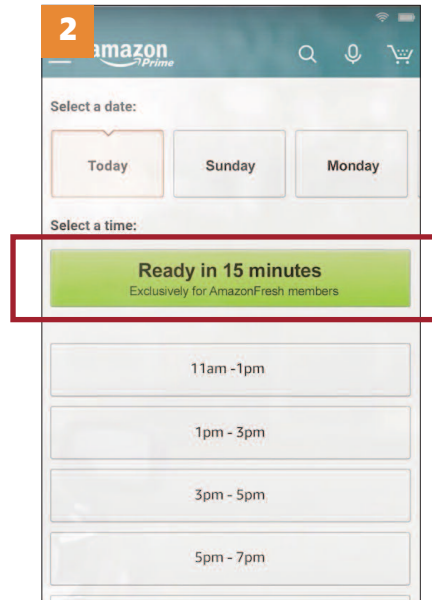 2
amazon
Prime
Select a date:
Today Sunday Monday
Select a time:
Ready in 15 minutes
Exclusively for AmazonFresh members
11am -1pm
1pm - 3pm
3pm - 5pm
5pm - 7pm